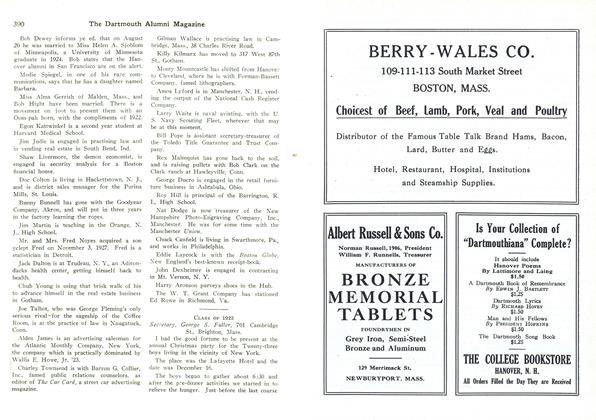 390 The Dartmouth Alumni Magazine
Bob Dewey informs ye ed. that on August
20 he was married to Miss Helen A. Sjoblom
of Minneapolis, a University of Minnesota
graduate in 1924. Bob states that the Han-
over alumni in San Francisco are on the alert.
Modie Spiegel, in one of his rare com-
munications, says that he has a daughter named
Barbara.
Miss Alma Gerrish of Malden, Mass., and
Bob Hight have been married. There is a
movement on foot to present them with an
Oom-pah horn, with the compliments of 1922.
Egon Kattwinkel is a second year student at
Harvard Medical School.
Jim Judie is engaged in practising law and
in vending real estate in South Bend, Ind.
Shaw Livermore, the demon economist, is
engaged in security analysis for a Boston
financial house.
Doc Colton is living in Hackettstown, N. J.,
and is district sales manager for the Purina
Mills, St. Louis.
Bunny Bunnell has gone with the Goodyear
Company, Akron, and will put in three years
in the factory learning the ropes.
Jim Martin is teaching in the Orange, N.
J., High School.
Mr. and Mrs. Fred Noyes acquired a son
yclept Fred on November 3, 1927. Fred is a
statistician in Detroit.
Jack Dalton is at Trudeau, N. Y., an Adiron-
dacks health center, getting himself back to
health.
Chub Young is using that brisk walk of his
to advance himself in the real estate business
in Gotham.
Joe Talbot, who was George Fleming's only
serious rival for the snagship of the Coffee
Room, is at the practice of law in Naugatuck,
Conn.
Alden James is an advertising salesman for
the Atlantic Monthly Company, New York,
the company which is practically dominated by
Wallis E. Howe, Jr. '23.
Charley Townsend is with Barron G. Collier,
Inc., famed public relations counselors, as
editor of The Car Card, a street car advertising
magazine.
Gilman Wallace is practising law in Cam-
bridge, Mass., 38 Charles River Road.
Killy Kilmarx has moved to 317 West 87th
St., Gotham.
Monty Mountcastle has shifted from Hanover
to Cleveland, where he is with Forman-Bassett
Company, famed lithographers.
Amos Lyford is in Manchester, N. H., vend-
ing the output of the National Cash Register
Company.
Larry Waite is naval aviating, with the U.
S. Navy Scouting Fleet, wherever that may
be at this moment.
Bill Pope is assistant secretary-treasurer of
the Toledo Title Guarantee and Trust Com-
pany.
Rex Malmquist has gone back to the soil,
and is raising pullets with Bob Clark on the
Clark ranch at Hawleyville, Conn.
George Ducro is engaged in the retail furni-
ture business in Ashtabula, Ohio.
Roy Hill is principal of the Barrington, R.
I., High School.
Nat Dodge is now treasurer of the New
Hampshire Photo-Engraving Company, Inc.,
Manchester. He was for some time with the
Manchester Union.
Chuck Canfield is living in Swarthmore, Pa.,
and works in Philadelphia.
Eddie Laycock is with the Boston Globe,
New England's best-known receipt-book.
John Dexheimer is engaged in contracting
in Mt. Vernon, N. Y.
Harry Aronson purveys shoes in the Hub.
The W. T. Grant Company has stationed
Ed Rowe in Richmond, Va.
CLASS OF 1923
Secretary, George S. Fuller, 701 Cambridge
St., Brighton, Mass.
I had the good fortune to be present at the
annual Christmas party for the Twenty-three
boys living in the vicinity of New York.
The place was the Lafayette Hotel and the
date was December 16.
The boys began to gather about 6:30 and
after the pre-dinner activities we started in to
relieve the hunger. Just before the last course
BERRY-WALES CO.
109-111-113 South Market Street
BOSTON, MASS.
Choicest of Beef, Lamb, Pork, Veal and Poultry
Distributor of the Famous Table Talk Brand Hams, Bacon,
Lard, Butter and Eggs.
Hotel, Restaurant, Hospital, Institutions
and Steamship Supplies.
Albert Russell & Sons Co.
Norman Russell, 1906, President
William F. Runnells, Treasurer
MANUFACTURERS OF
BRONZE
MEMORIAL
TABLETS
FOUNDRYMEN IN
Grey Iron, Semi-Steel
Bronze and Aluminum
129 Merrimack St.
NEWBURYPORT, MASS.
Is Your Collection of
"Dartmouthiana" Complete?
It should include
Hanover Poems
By Lattimore and Laing
$1.50
A Dartmouth Book of Remembrance
By Edwin J. Bartlett
$1.25
Dartmouth Lyrics
By Richard Hovey
$1.50
Man and His Fellows
By President Hopkins
$1.50
The Dartmouth Song Book
$1.25
THE COLLEGE BOOKSTORE
HANOVER, N. H.
All Orders Filled the Day They are Received